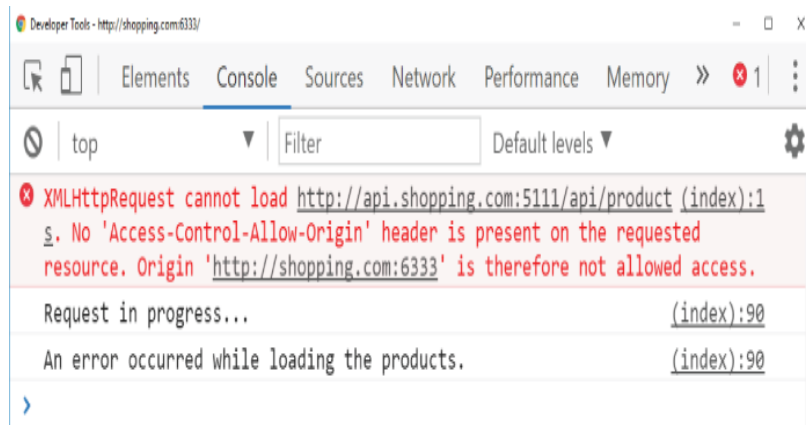 Developer Tools - http://shopping.com:6333/
Elements Console Sources Network Performance Memory » 1
top Filter Default levels
XMLHttpRequest cannot load http://api.shopping.com:5111/api/product (index):1
s. No 'Access-Control-Allow-Origin' header is present on the requested
resource. Origin 'http://shopping.com:6333' is therefore not allowed access.
Request in progress... (index):90
An error occurred while loading the products. (index):90